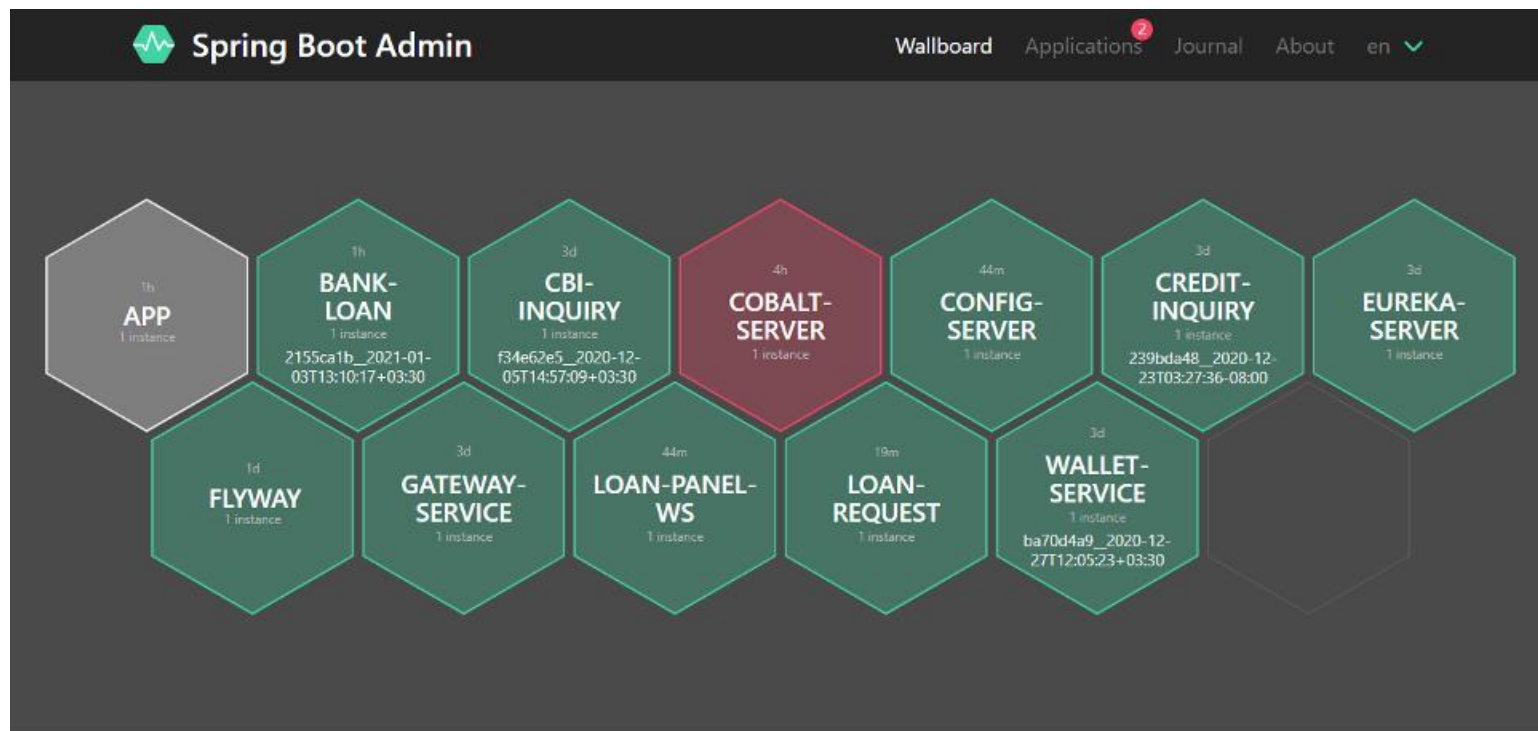 Spring Boot Admin
Wallboard
Applications
2
Journal
About
en
1h
APP
1 instance
1h
BANK-
LOAN
1 instance
2155ca1b__2021-01-
03T13:10:17+03:30
3d
CBI-
INQUIRY
1 instance
f34e62e5__2020-12-
05T14:57:09+03:30
4h
COBALT-
SERVER
1 instance
44m
CONFIG-
SERVER
1 instance
3d
CREDIT-
INQUIRY
1 instance
239bda48__2020-12-
23T03:27:36-08:00
3d
EUREKA-
SERVER
1 instance
1d
FLYWAY
1 instance
3d
GATEWAY-
SERVICE
1 instance
44m
LOAN-PANEL-
WS
1 instance
19m
LOAN-
REQUEST
1 instance
3d
WALLET-
SERVICE
1 instance
ba70d4a9__2020-12-
27T12:05:23+03:30